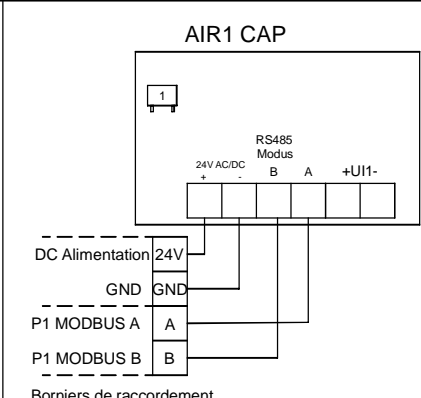 AIR1 CAP
1
RS485
Modus
24V AC/DC
+ - B A +UI1-
DC Alimentation 24V
GND GND
P1 MODBUS A A
P1 MODBUS B B
Borniers de raccordement